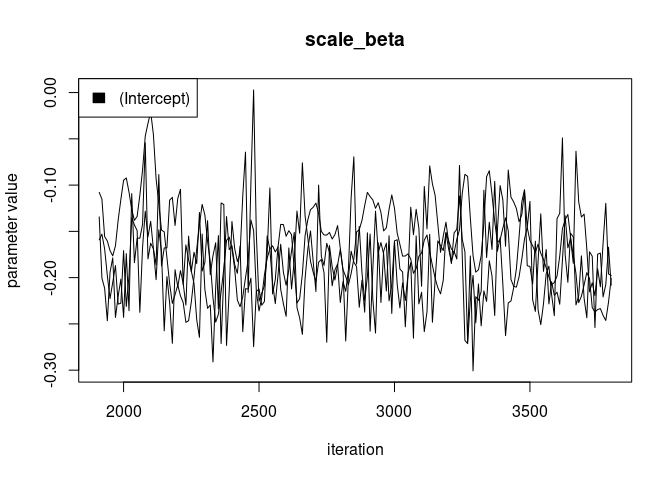 scale_beta
(Intercept)
0.00
-0.10
-0.20
-0.30
parameter value
2000 2500 3000 3500
iteration